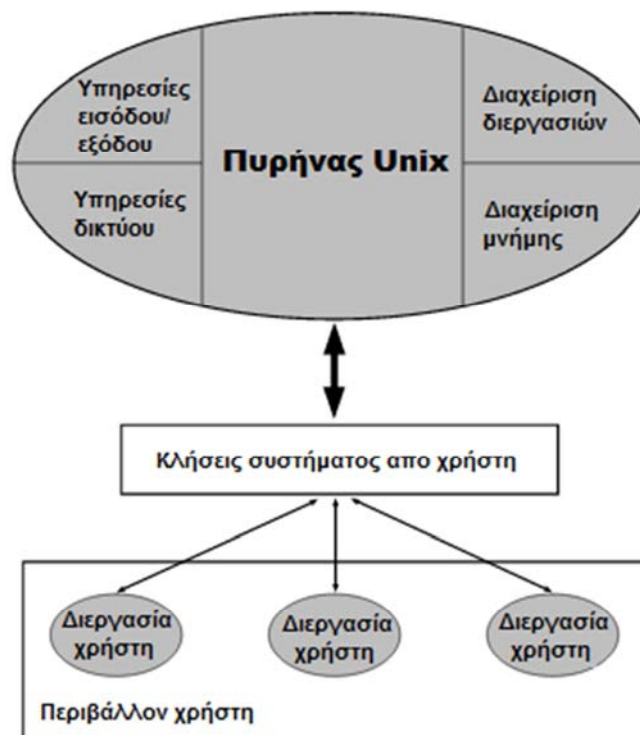 Υπηρεσίες
εισόδου/
εξόδου
Υπηρεσίες
δικτύου
Πυρήνας Unix
Διαχείριση
διεργασιών
Διαχείριση
μνήμης
Κλήσεις συστήματος απο χρήστη
Διεργασία
χρήστη
Διεργασία
χρήστη
Διεργασία
χρήστη
Περιβάλλον χρήστη